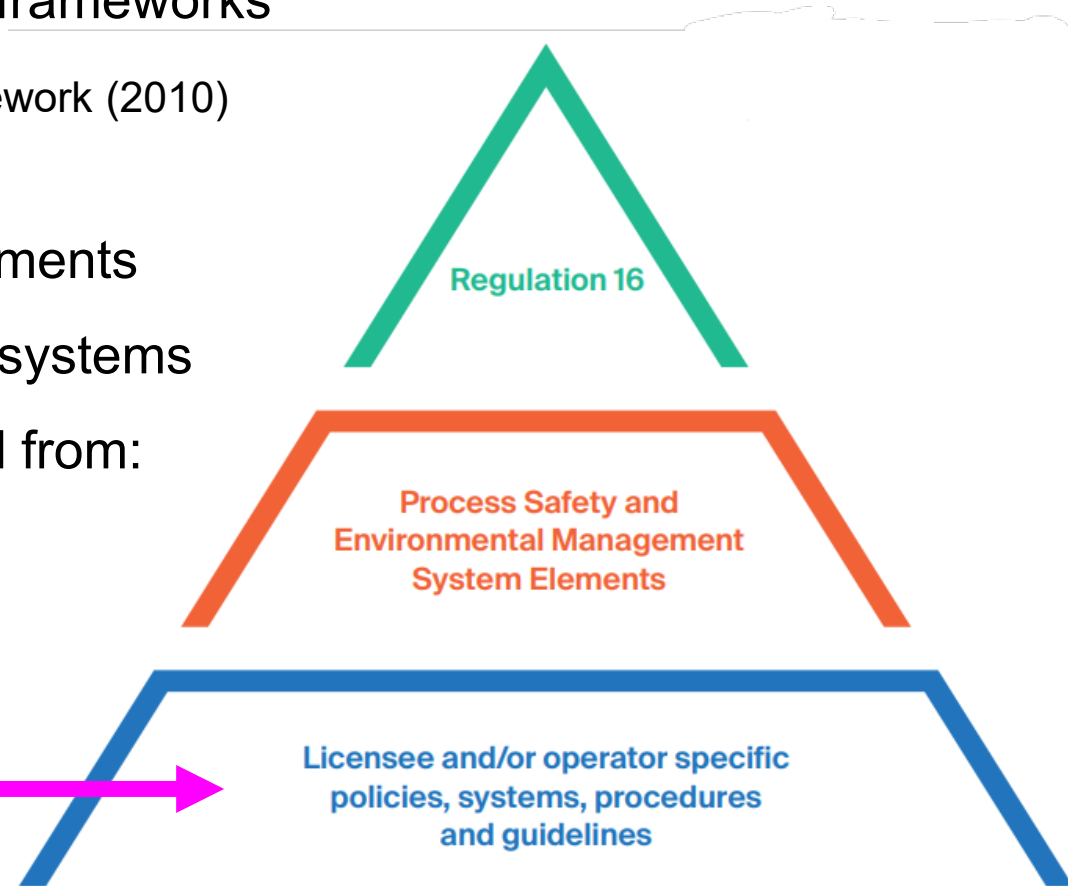 frameworks
ework (2010)
ments
systems
l from:
Regulation 16
Process Safety and
Environmental Management
System Elements
Licensee and/or operator specific
policies, systems, procedures
and guidelines